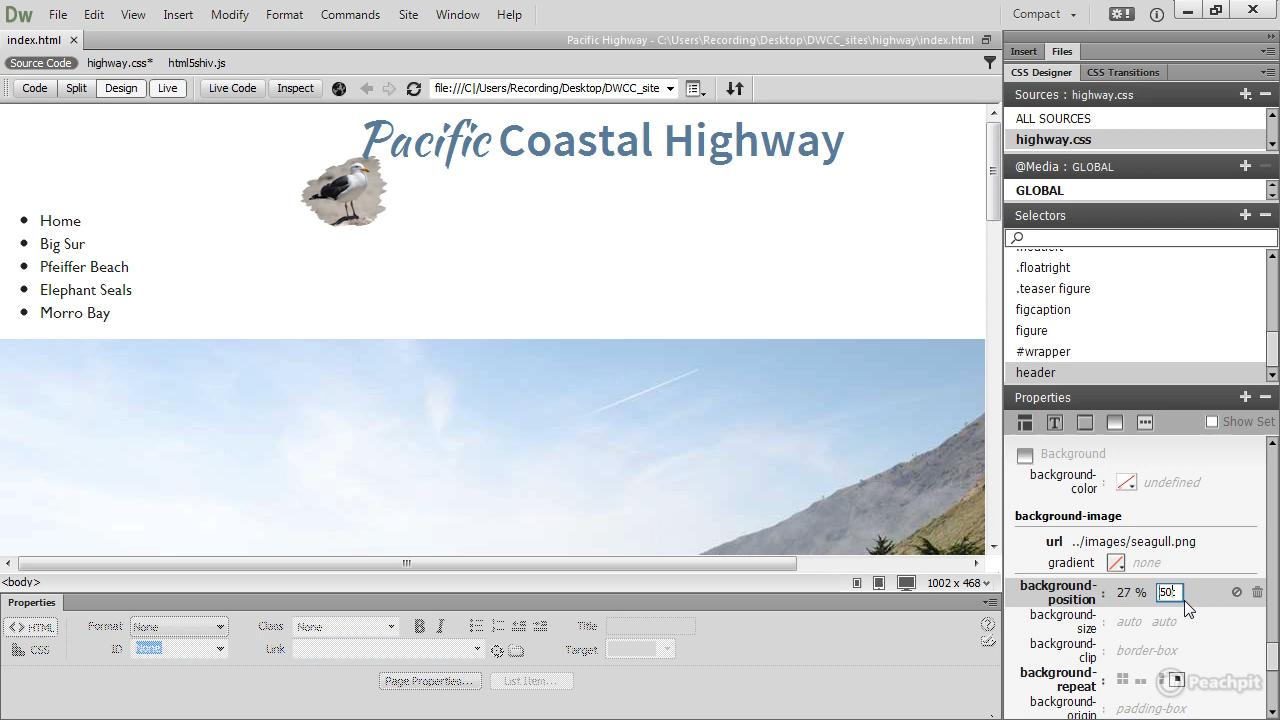 Dw File Edit View Insert Modify Format Commands Site Window Help Compact
index.html Pacific Highway - C:\Users\Recording\Desktop\DWCC_sites\highway\index.html
Source Code highway.css* html5shiv.js
Code Split Design Live Live Code Inspect file:///C|/Users/Recording/Desktop/DWCC_site
Pacific Coastal Highway
Home
Big Sur
Pfeiffer Beach
Elephant Seals
Morro Bay
<body> 1002 x 468
Properties
HTML Format None Class None B I Title
CSS ID None Link Target
Page Properties... List Item...
Insert Files
CSS Designer CSS Transitions
Sources : highway.css
ALL SOURCES
highway.css
@Media : GLOBAL
GLOBAL
Selectors
.floatright
.teaser figure
figcaption
figure
#wrapper
header
Properties
T Show Set
Background
background-color : undefined
background-image
url ../images/seagull.png
gradient none
background-position : 27 % 50
background-size auto auto
background-clip border-box
background-repeat :
background-origin padding-box
Peachpit